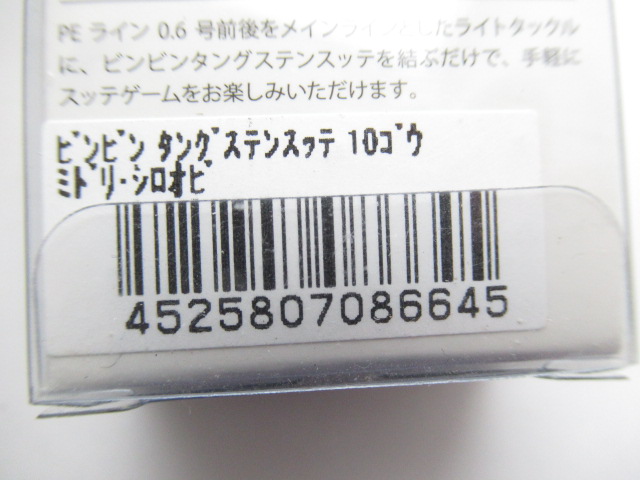 PE ライン 0.6 号前後をメインラインとしたライトタックル
に、ビンビンタングステンスッテを結ぶだけで、手軽に
スッテゲームをお楽しみいただけます。
ﾋﾞﾝﾋﾞﾝ ﾀﾝｸﾞｽﾃﾝｽｯﾃ 10ｺﾞｳ
ﾐﾄﾞﾘ･ｼﾛｵﾋﾞ
4525807086645